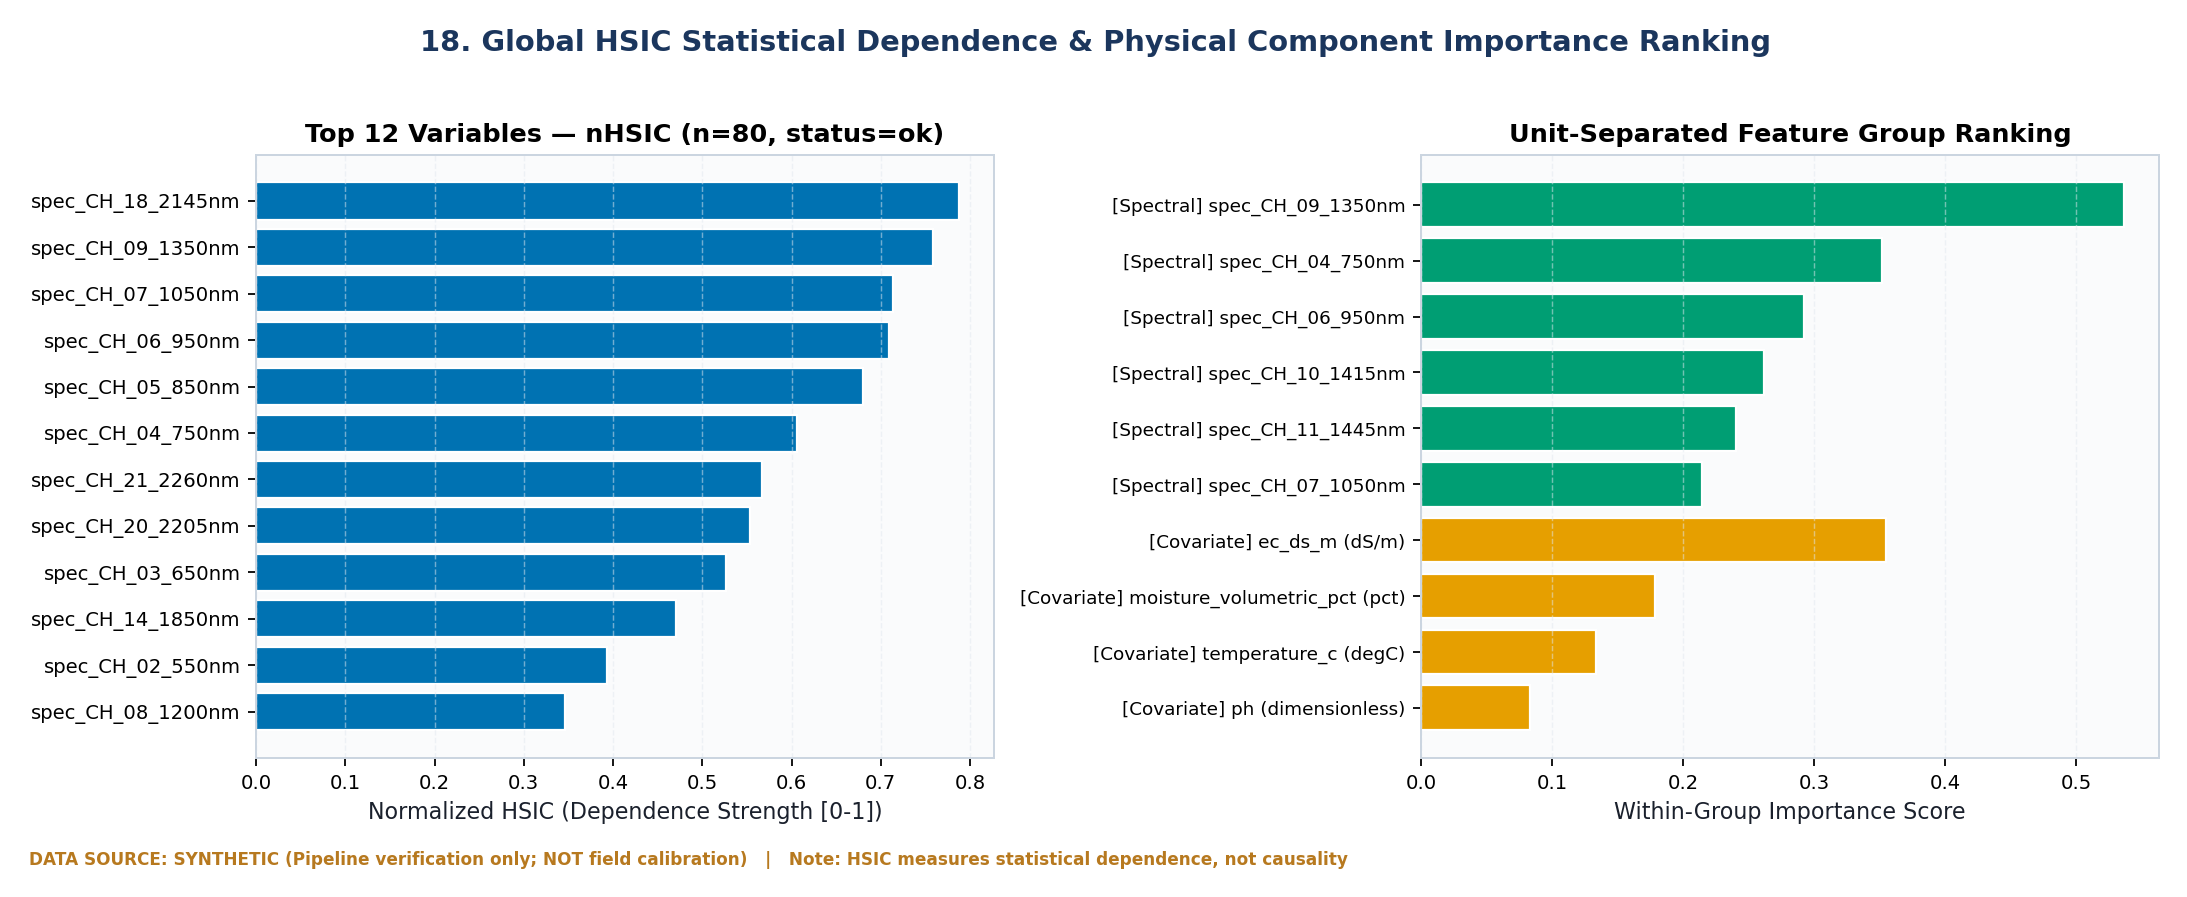 18. Global HSIC Statistical Dependence & Physical Component Importance Ranking
Top 12 Variables — nHSIC (n=80, status=ok)
spec_CH_18_2145nm
spec_CH_09_1350nm
spec_CH_07_1050nm
spec_CH_06_950nm
spec_CH_05_850nm
spec_CH_04_750nm
spec_CH_21_2260nm
spec_CH_20_2205nm
spec_CH_03_650nm
spec_CH_14_1850nm
spec_CH_02_550nm
spec_CH_08_1200nm
0.0 0.1 0.2 0.3 0.4 0.5 0.6 0.7 0.8
Normalized HSIC (Dependence Strength [0-1])
Unit-Separated Feature Group Ranking
[Spectral] spec_CH_09_1350nm
[Spectral] spec_CH_04_750nm
[Spectral] spec_CH_06_950nm
[Spectral] spec_CH_10_1415nm
[Spectral] spec_CH_11_1445nm
[Spectral] spec_CH_07_1050nm
[Covariate] ec_ds_m (dS/m)
[Covariate] moisture_volumetric_pct (pct)
[Covariate] temperature_c (degC)
[Covariate] ph (dimensionless)
0.0 0.1 0.2 0.3 0.4 0.5
Within-Group Importance Score
DATA SOURCE: SYNTHETIC (Pipeline verification only; NOT field calibration) | Note: HSIC measures statistical dependence, not causality